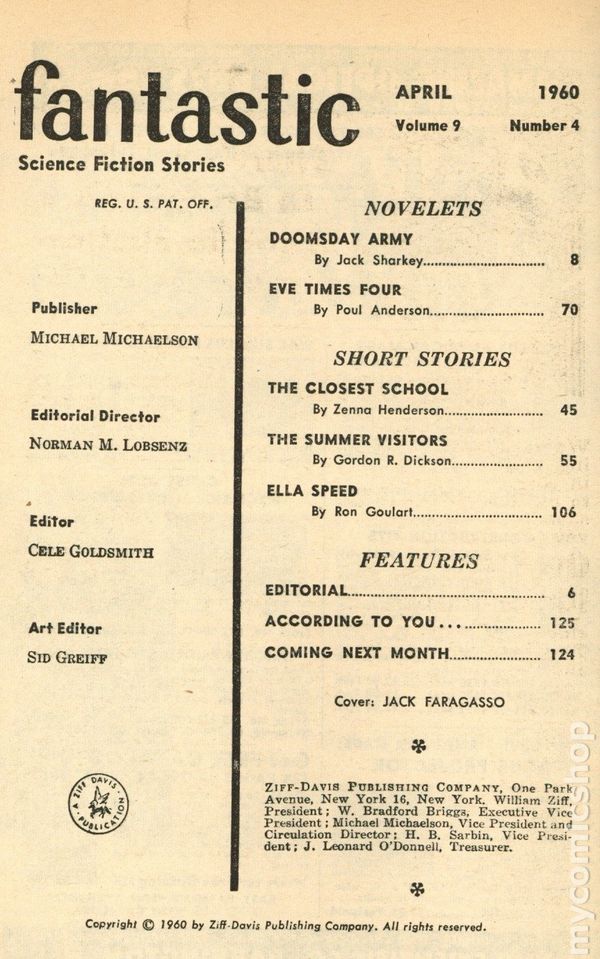 fantastic
APRIL 1960
Volume 9 Number 4
Science Fiction Stories
REG. U. S. PAT. OFF.
Publisher
MICHAEL MICHAELSON
Editorial Director
NORMAN M. LOBSENZ
Editor
CELE GOLDSMITH
Art Editor
SID GREIFF
A ZIFF DAVIS PUBLICATION
NOVELETS
DOOMSDAY ARMY
By Jack Sharkey.............................. 8
EVE TIMES FOUR
By Poul Anderson............................ 70
SHORT STORIES
THE CLOSEST SCHOOL
By Zenna Henderson........................ 45
THE SUMMER VISITORS
By Gordon R. Dickson...................... 55
ELLA SPEED
By Ron Goulart................................ 106
FEATURES
EDITORIAL................................................ 6
ACCORDING TO YOU...................... 125
COMING NEXT MONTH...................... 124
Cover: JACK FARAGASSO
ZIFF-DAVIS PUBLISHING COMPANY, One Park
Avenue, New York 16, New York. William Ziff,
President; W. Bradford Briggs, Executive Vice
President; Michael Michaelson, Vice President and
Circulation Director; H. B. Sarbin, Vice Presi-
dent; J. Leonard O'Donnell, Treasurer.
Copyright © 1960 by Ziff-Davis Publishing Company. All rights reserved.
mycomicshop